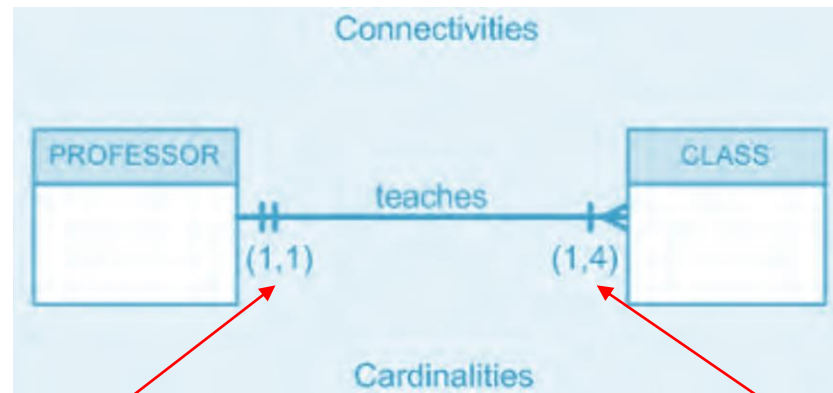 Connectivities
PROFESSOR
CLASS
teaches
(1,1)
(1,4)
Cardinalities